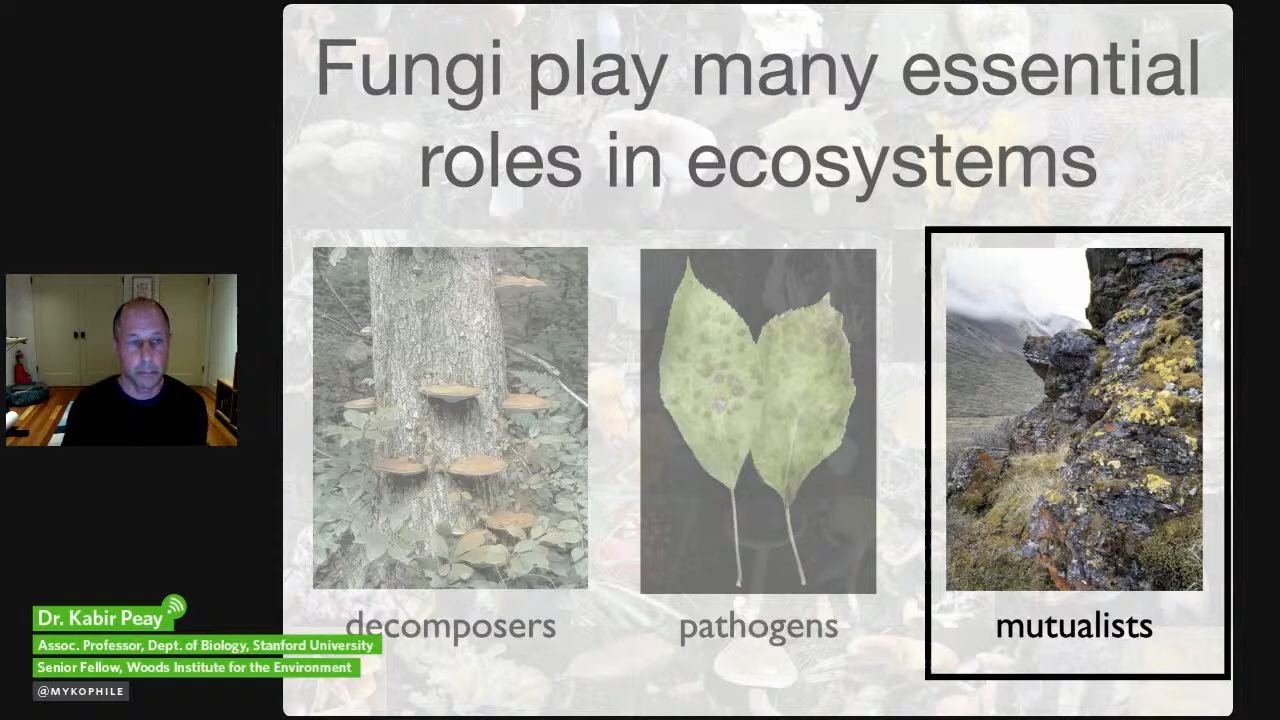 Fungi play many essential
roles in ecosystems
decomposers
pathogens
mutualists
Dr. Kabir Peay
Assoc. Professor, Dept. of Biology, Stanford University
Senior Fellow, Woods Institute for the Environment
@MYKOPHILE